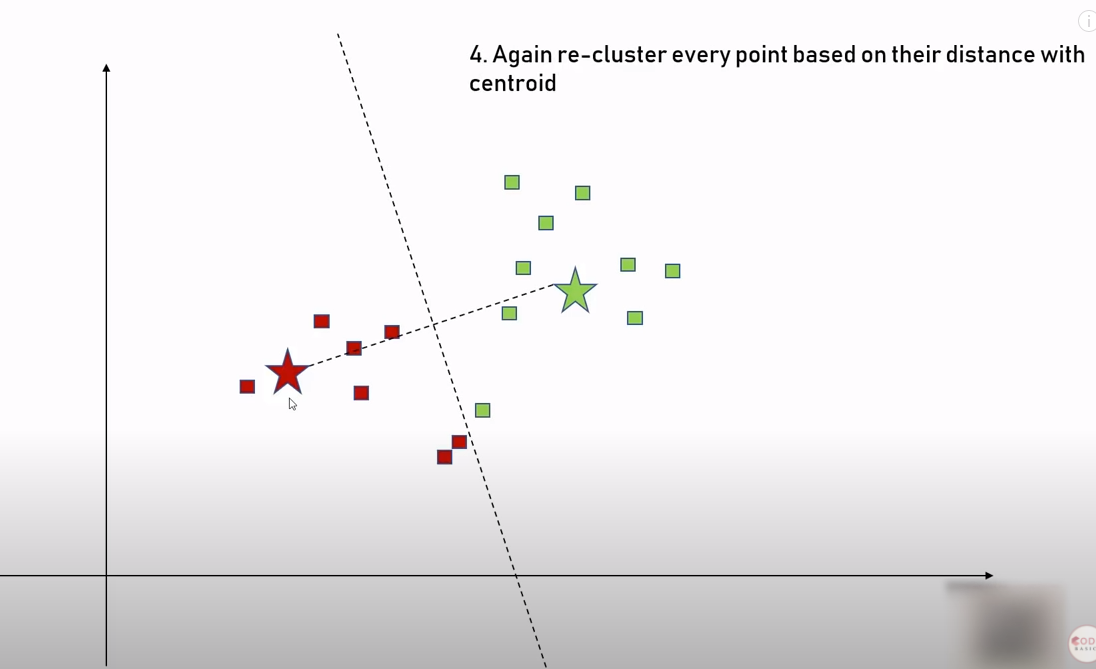 4. Again re-cluster every point based on their distance with
centroid
i